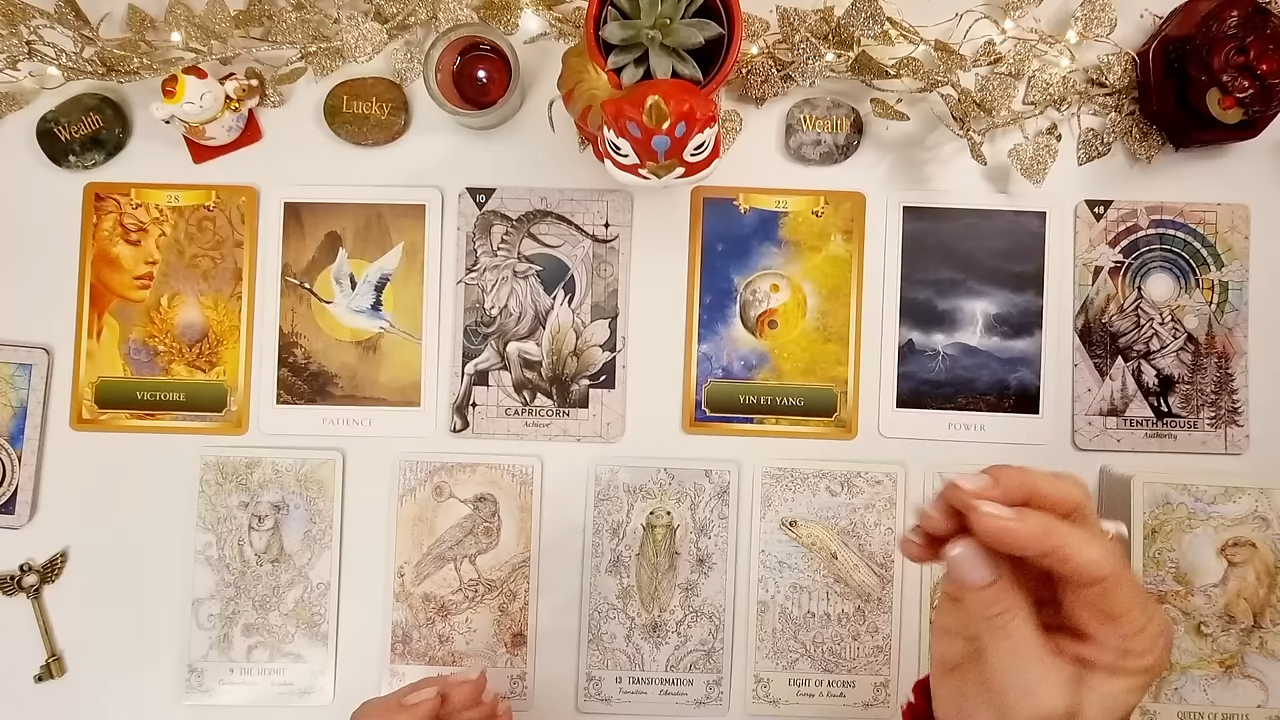 Wealth
Lucky
Wealth
28
VICTOIRE
PATIENCE
10
CAPRICORN
Achieve
22
YIN ET YANG
POWER
48
TENTH HOUSE
Authority
9 THE HERMIT
13 TRANSFORMATION
Transition · Liberation
EIGHT OF ACORNS
Energy & Results
QUEEN OF SHELLS